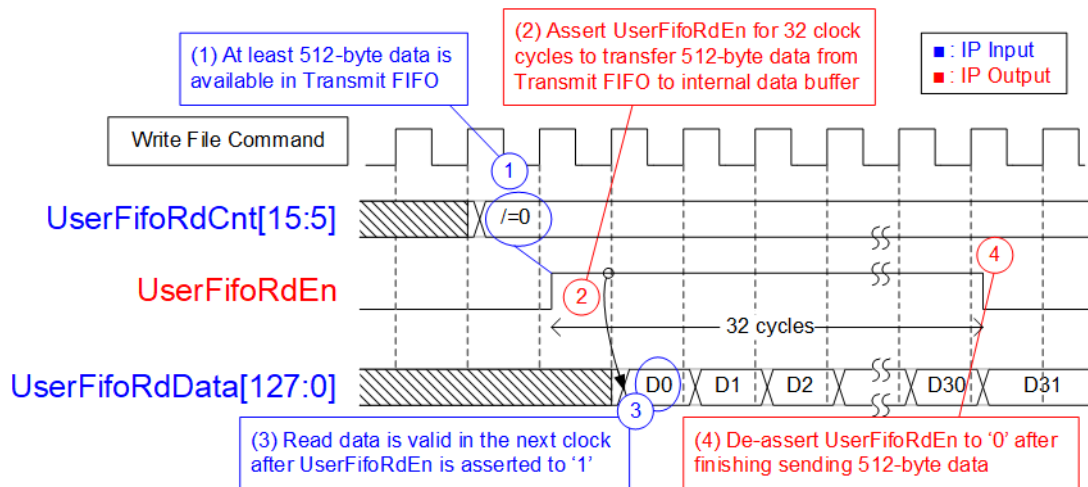 (1) At least 512-byte data is
available in Transmit FIFO
(2) Assert UserFifoRdEn for 32 clock
cycles to transfer 512-byte data from
Transmit FIFO to internal data buffer
■ : IP Input
■ : IP Output
Write File Command
1
UserFifoRdCnt[15:5]
/=0
4
UserFifoRdEn
2
32 cycles
UserFifoRdData[127:0]
D0
D1
D2
D30
D31
3
(3) Read data is valid in the next clock
after UserFifoRdEn is asserted to ‘1’
(4) De-assert UserFifoRdEn to ‘0’ after
finishing sending 512-byte data